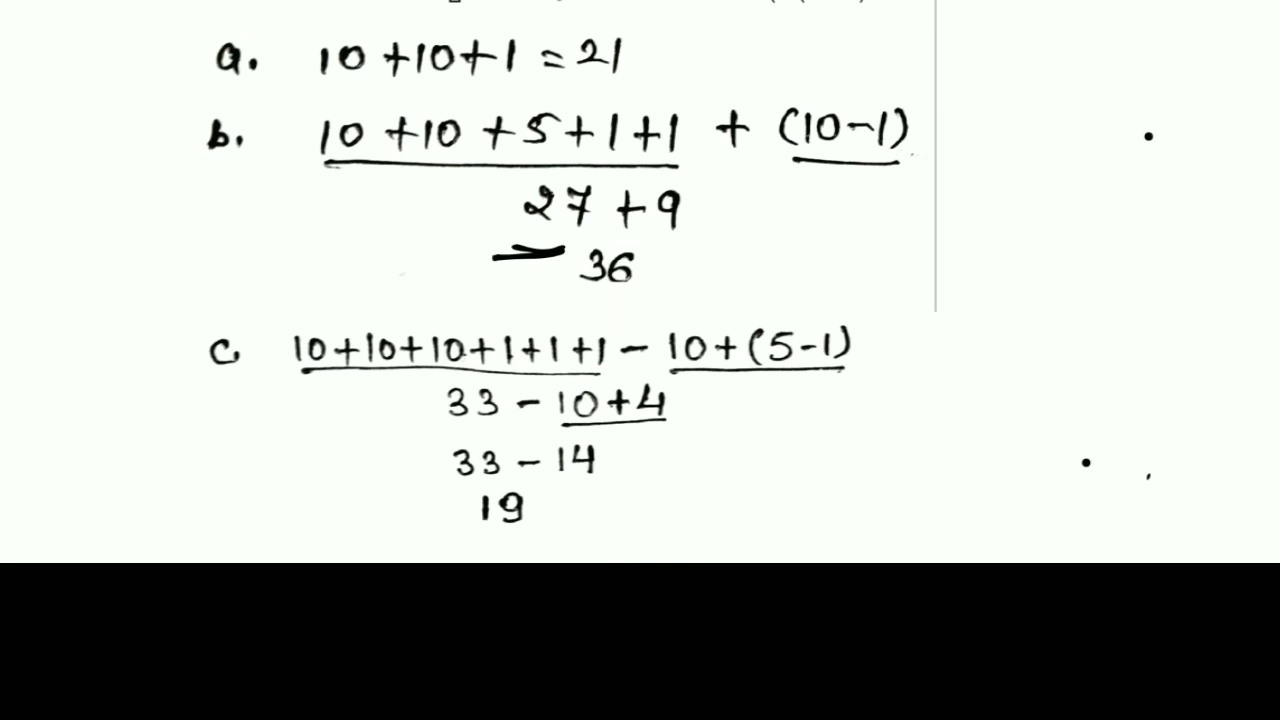 a. 10 +10+1 = 21
b. 10 +10 +5+1+1 + (10-1)
27 +9
36
c. 10+10+10+1+1+1 - 10+(5-1)
33 - 10+4
33 - 14
19